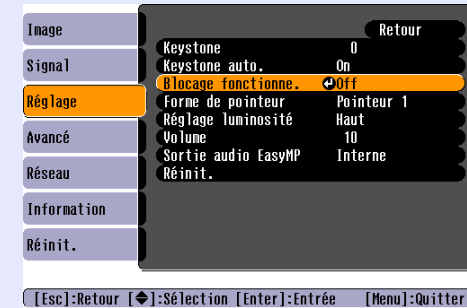 Image
Signal
Réglage
Avancé
Réseau
Information
Réinit.
Retour
Keystone 0
Keystone auto. On
Blocage fonctionne. Off
Forme de pointeur Pointeur 1
Réglage luminosité Haut
Volume 10
Sortie audio EasyMP Interne
Réinit.
[Esc]:Retour [◆]:Sélection [Enter]:Entrée [Menu]:Quitter